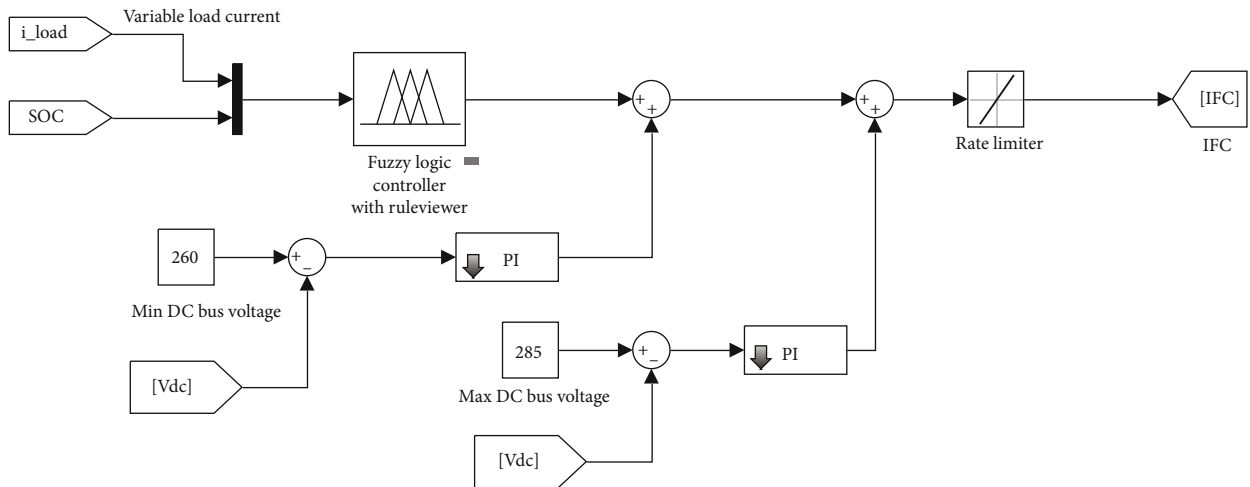 Variable load current
i_load
SOC
Fuzzy logic
controller
with ruleviewer
+
+
+
+
Rate limiter
[IFC]
IFC
260
+
−
PI
Min DC bus voltage
285
+
−
PI
[Vdc]
Max DC bus voltage
[Vdc]